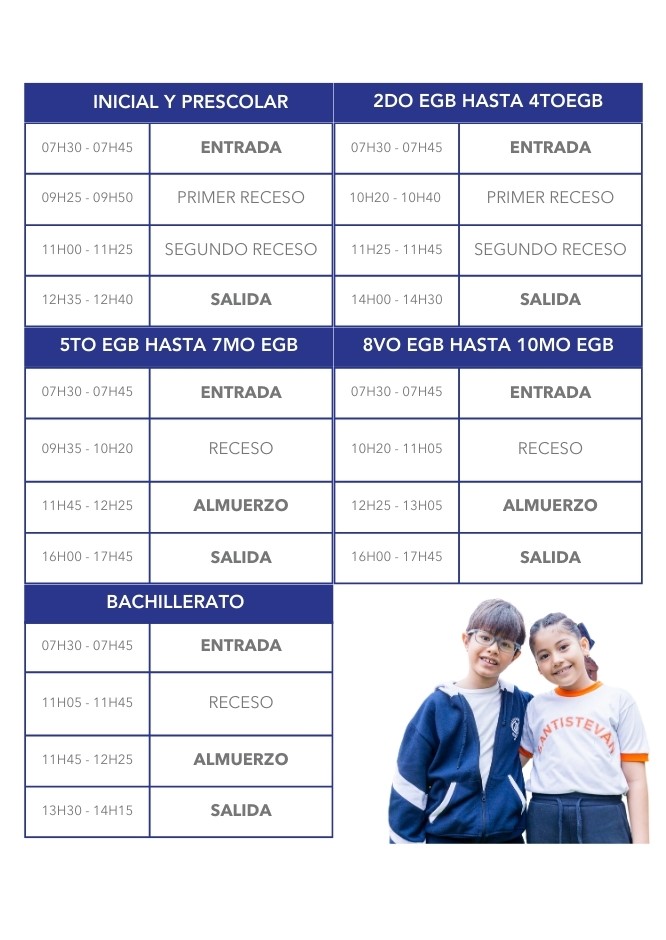 INICIAL Y PRESCOLAR
07H30 - 07H45 ENTRADA
09H25 - 09H50 PRIMER RECESO
11H00 - 11H25 SEGUNDO RECESO
12H35 - 12H40 SALIDA
2DO EGB HASTA 4TOEGB
07H30 - 07H45 ENTRADA
10H20 - 10H40 PRIMER RECESO
11H25 - 11H45 SEGUNDO RECESO
14H00 - 14H30 SALIDA
5TO EGB HASTA 7MO EGB
07H30 - 07H45 ENTRADA
09H35 - 10H20 RECESO
11H45 - 12H25 ALMUERZO
16H00 - 17H45 SALIDA
8VO EGB HASTA 10MO EGB
07H30 - 07H45 ENTRADA
10H20 - 11H05 RECESO
12H25 - 13H05 ALMUERZO
16H00 - 17H45 SALIDA
BACHILLERATO
07H30 - 07H45 ENTRADA
11H05 - 11H45 RECESO
11H45 - 12H25 ALMUERZO
13H30 - 14H15 SALIDA
ANTISTEVAN